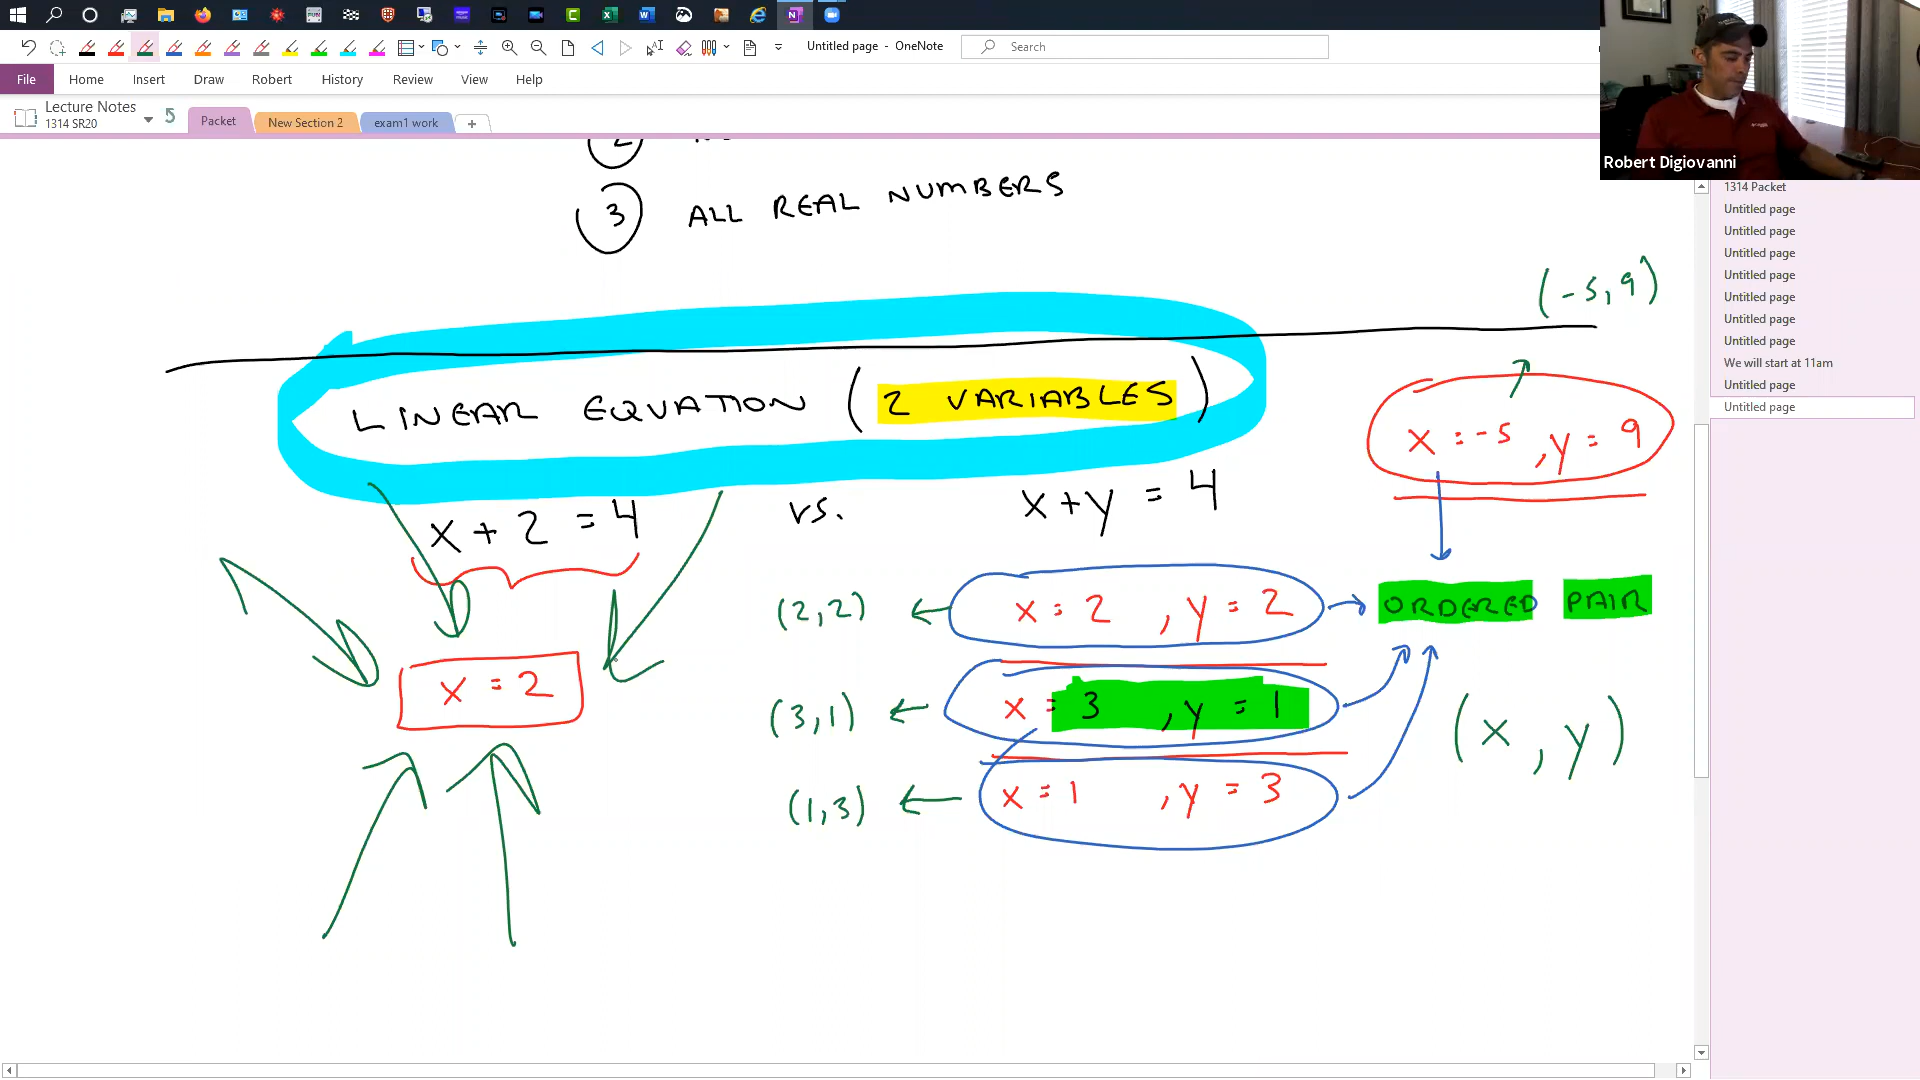 Untitled page - OneNote
Search
File
Home
Insert
Draw
Robert
History
Review
View
Help
Lecture Notes
1314 SR20
Packet
New Section 2
exam1 work
+
Robert Digiovanni
1314 Packet
Untitled page
Untitled page
Untitled page
Untitled page
Untitled page
Untitled page
Untitled page
We will start at 11am
Untitled page
Untitled page
2
3 ALL REAL NUMBERS
(-5,9)
LINEAR EQUATION (2 VARIABLES)
x = -5 , y = 9
x + 2 = 4 vs. x + y = 4
(2,2) x = 2 , y = 2 ORDERED PAIR
x = 2
(3,1) x = 3 , y = 1 (x , y)
(1,3) x = 1 , y = 3